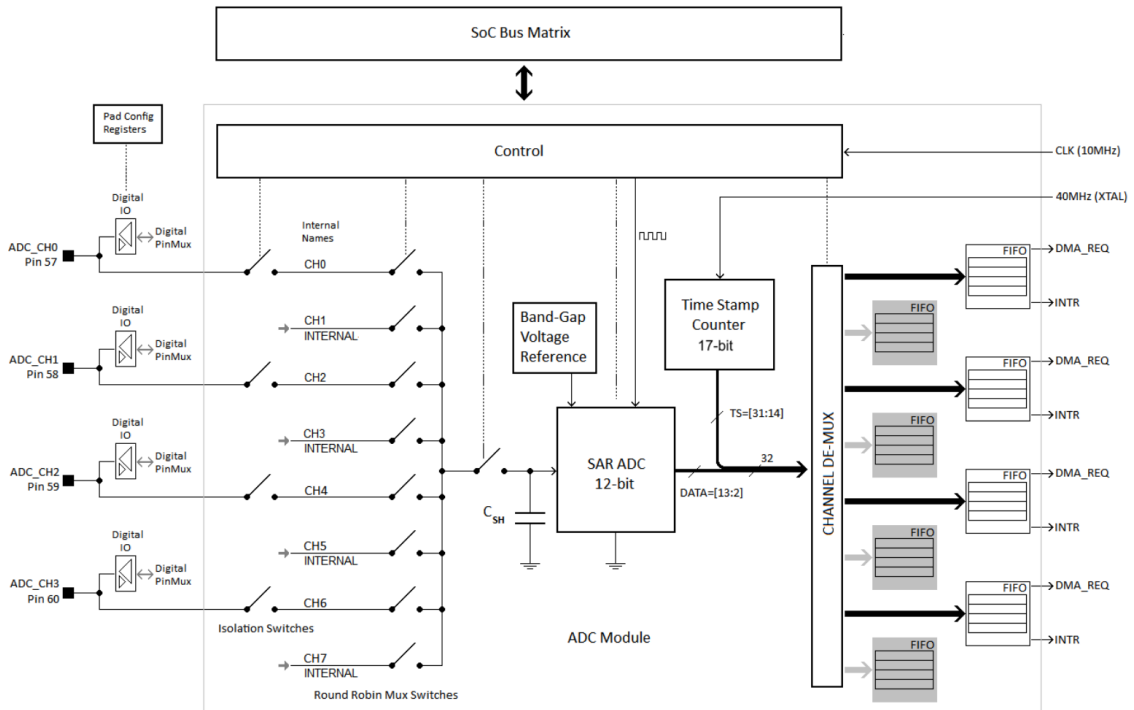 SoC Bus Matrix
Pad Config
Registers
Control
CLK (10MHz)
40MHz (XTAL)
Digital
IO
Digital
PinMux
ADC_CH0
Pin 57
Internal
Names
CH0
CH1
INTERNAL
Digital
IO
Digital
PinMux
ADC_CH1
Pin 58
CH2
CH3
INTERNAL
Digital
IO
Digital
PinMux
ADC_CH2
Pin 59
CH4
CH5
INTERNAL
Digital
IO
Digital
PinMux
ADC_CH3
Pin 60
CH6
Isolation Switches
CH7
INTERNAL
Round Robin Mux Switches
Band-Gap
Voltage
Reference
Time Stamp
Counter
17-bit
TS=[31:14]
SAR ADC
12-bit
32
DATA=[13:2]
CSH
ADC Module
CHANNEL DE-MUX
FIFO
DMA_REQ
INTR
FIFO
FIFO
DMA_REQ
INTR
FIFO
FIFO
DMA_REQ
INTR
FIFO
FIFO
DMA_REQ
INTR
FIFO